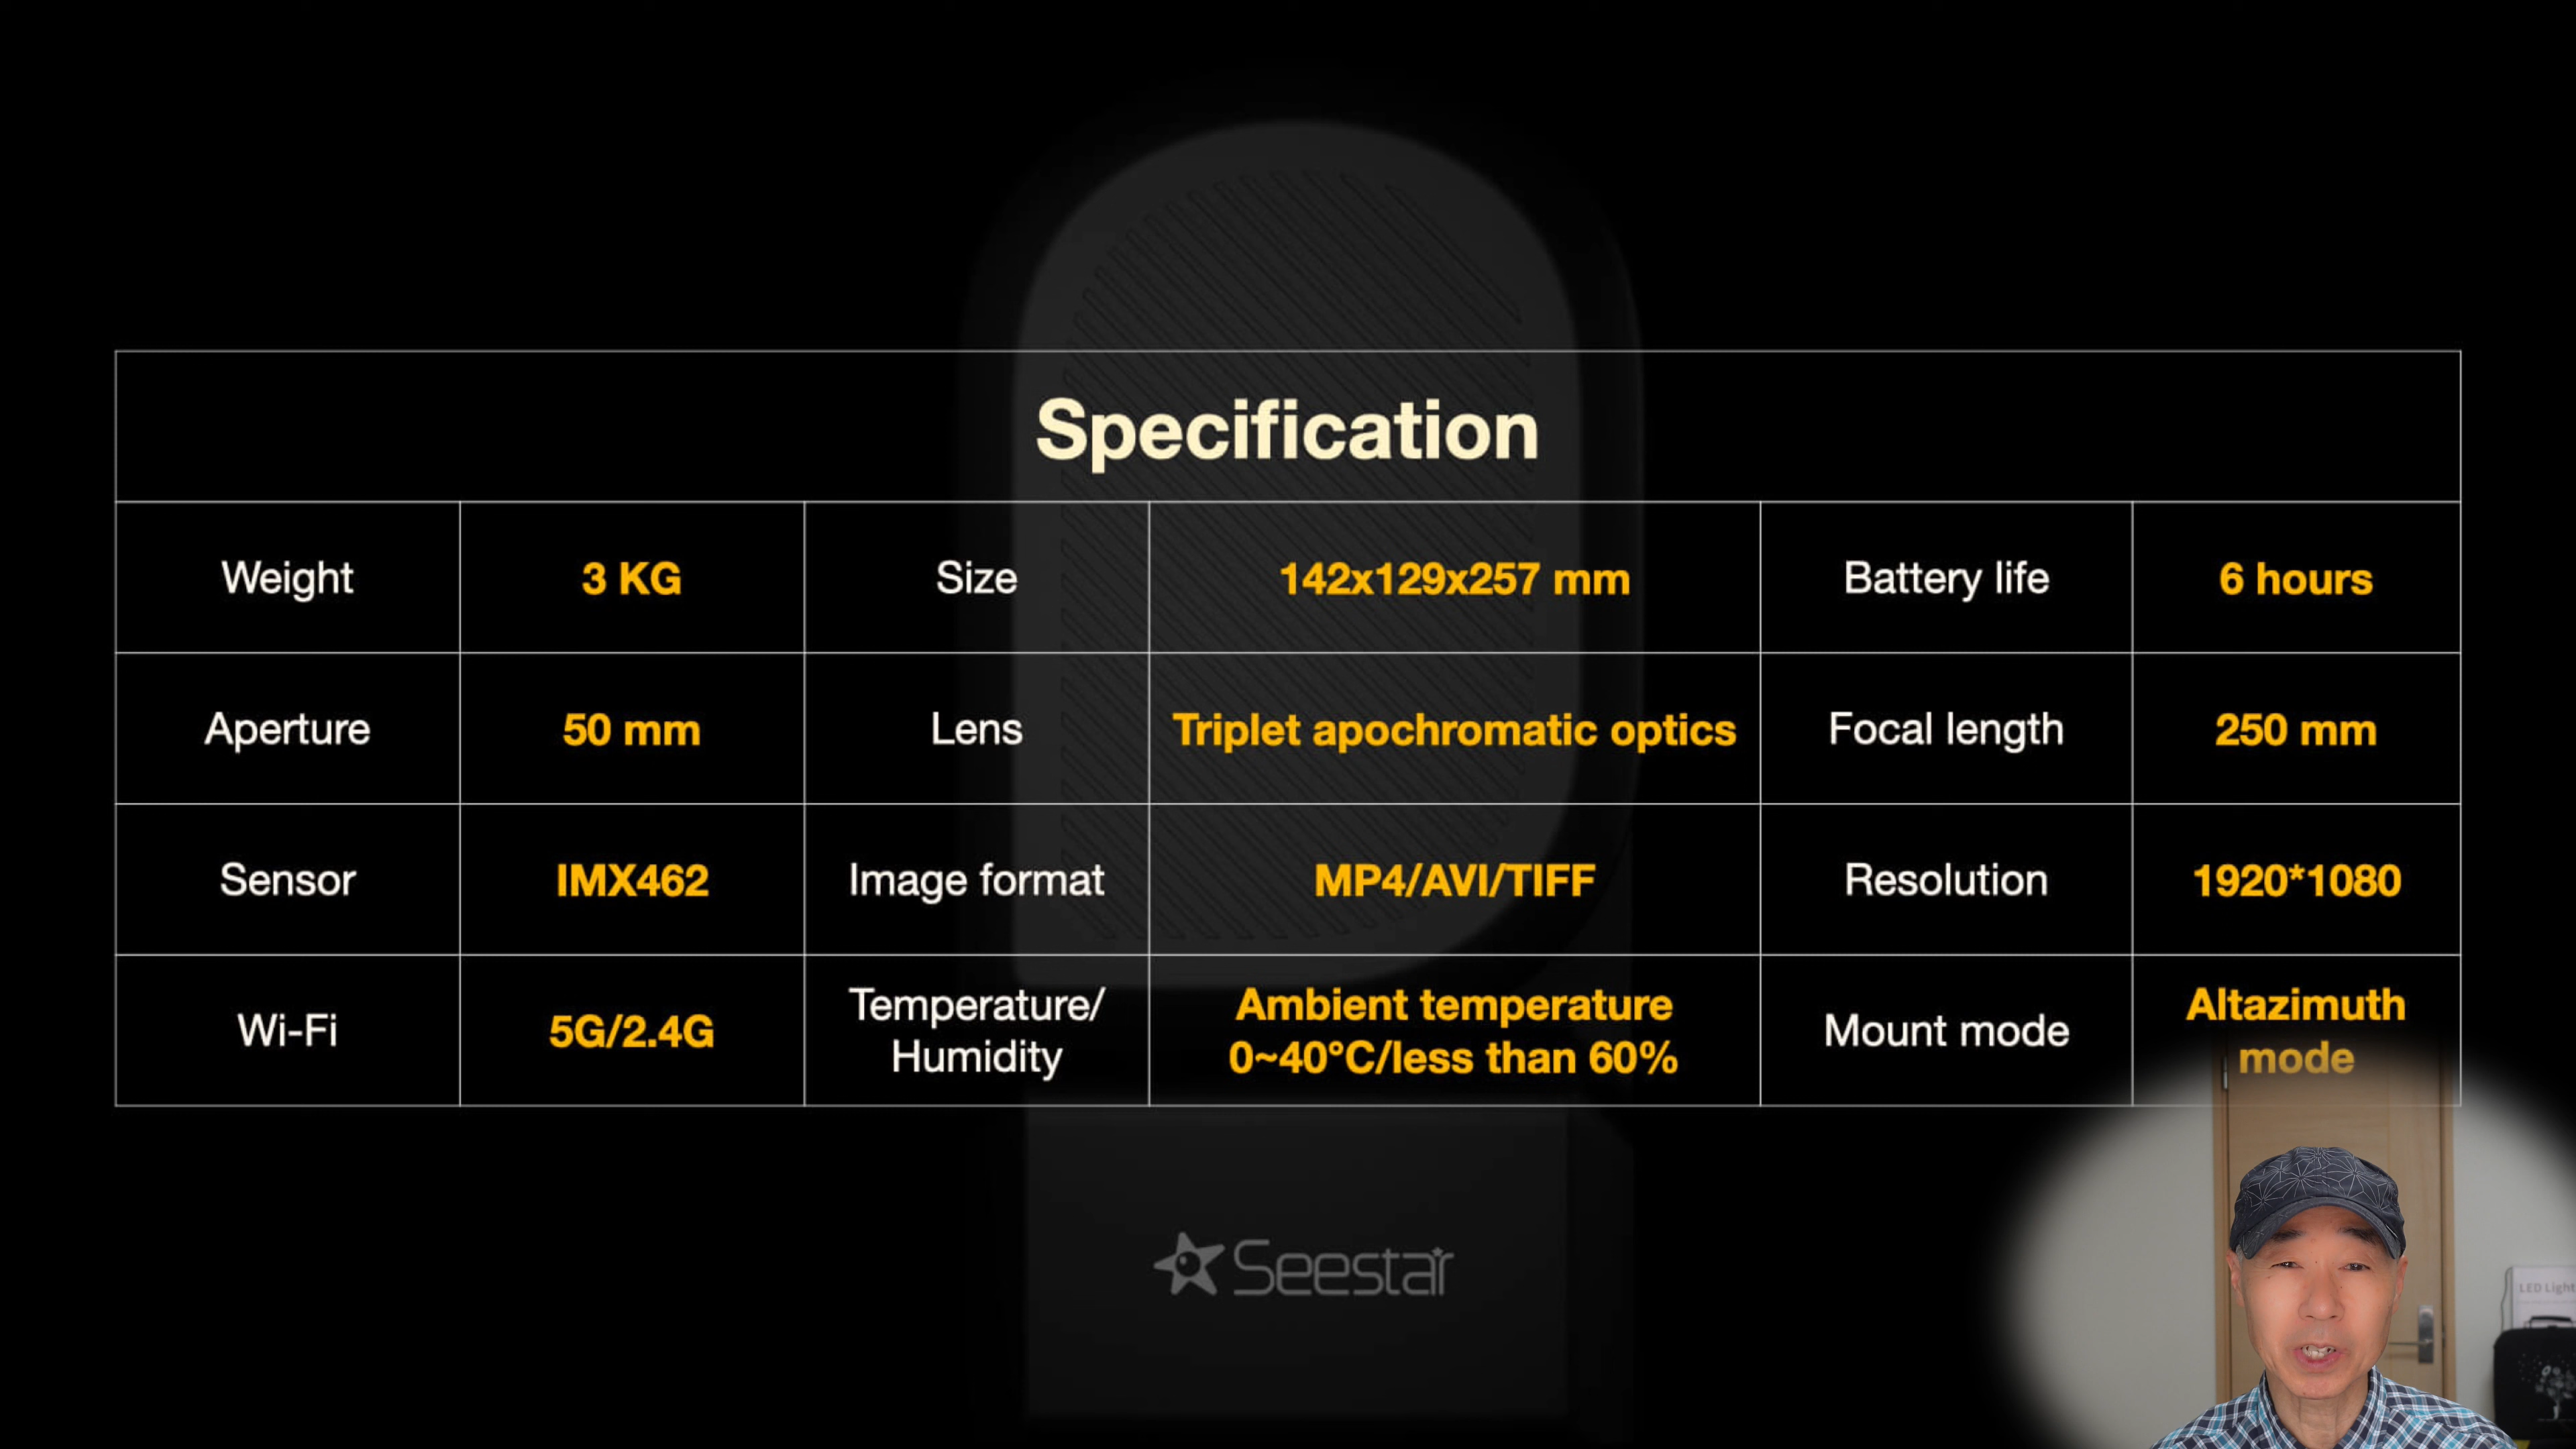 Specification
Weight
3 KG
Size
142x129x257 mm
Battery life
6 hours
Aperture
50 mm
Lens
Triplet apochromatic optics
Focal length
250 mm
Sensor
IMX462
Image format
MP4/AVI/TIFF
Resolution
1920*1080
Wi-Fi
5G/2.4G
Temperature/
Humidity
Ambient temperature
0~40°C/less than 60%
Mount mode
Altazimuth
mode
Seestar
LED Light